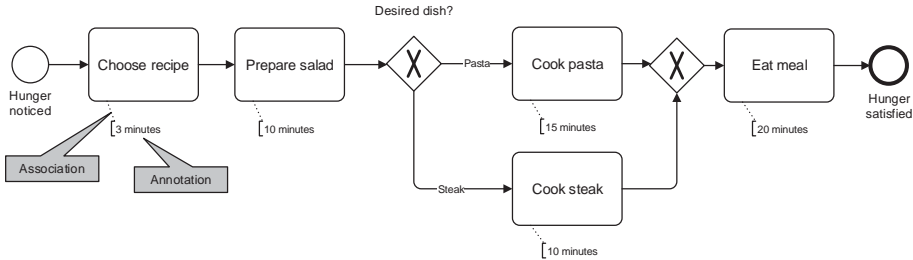 Desired dish?
Choose recipe
Prepare salad
Pasta
Cook pasta
Eat meal
Hunger
noticed
Hunger
satisfied
3 minutes
10 minutes
15 minutes
20 minutes
Association
Annotation
Steak
Cook steak
10 minutes